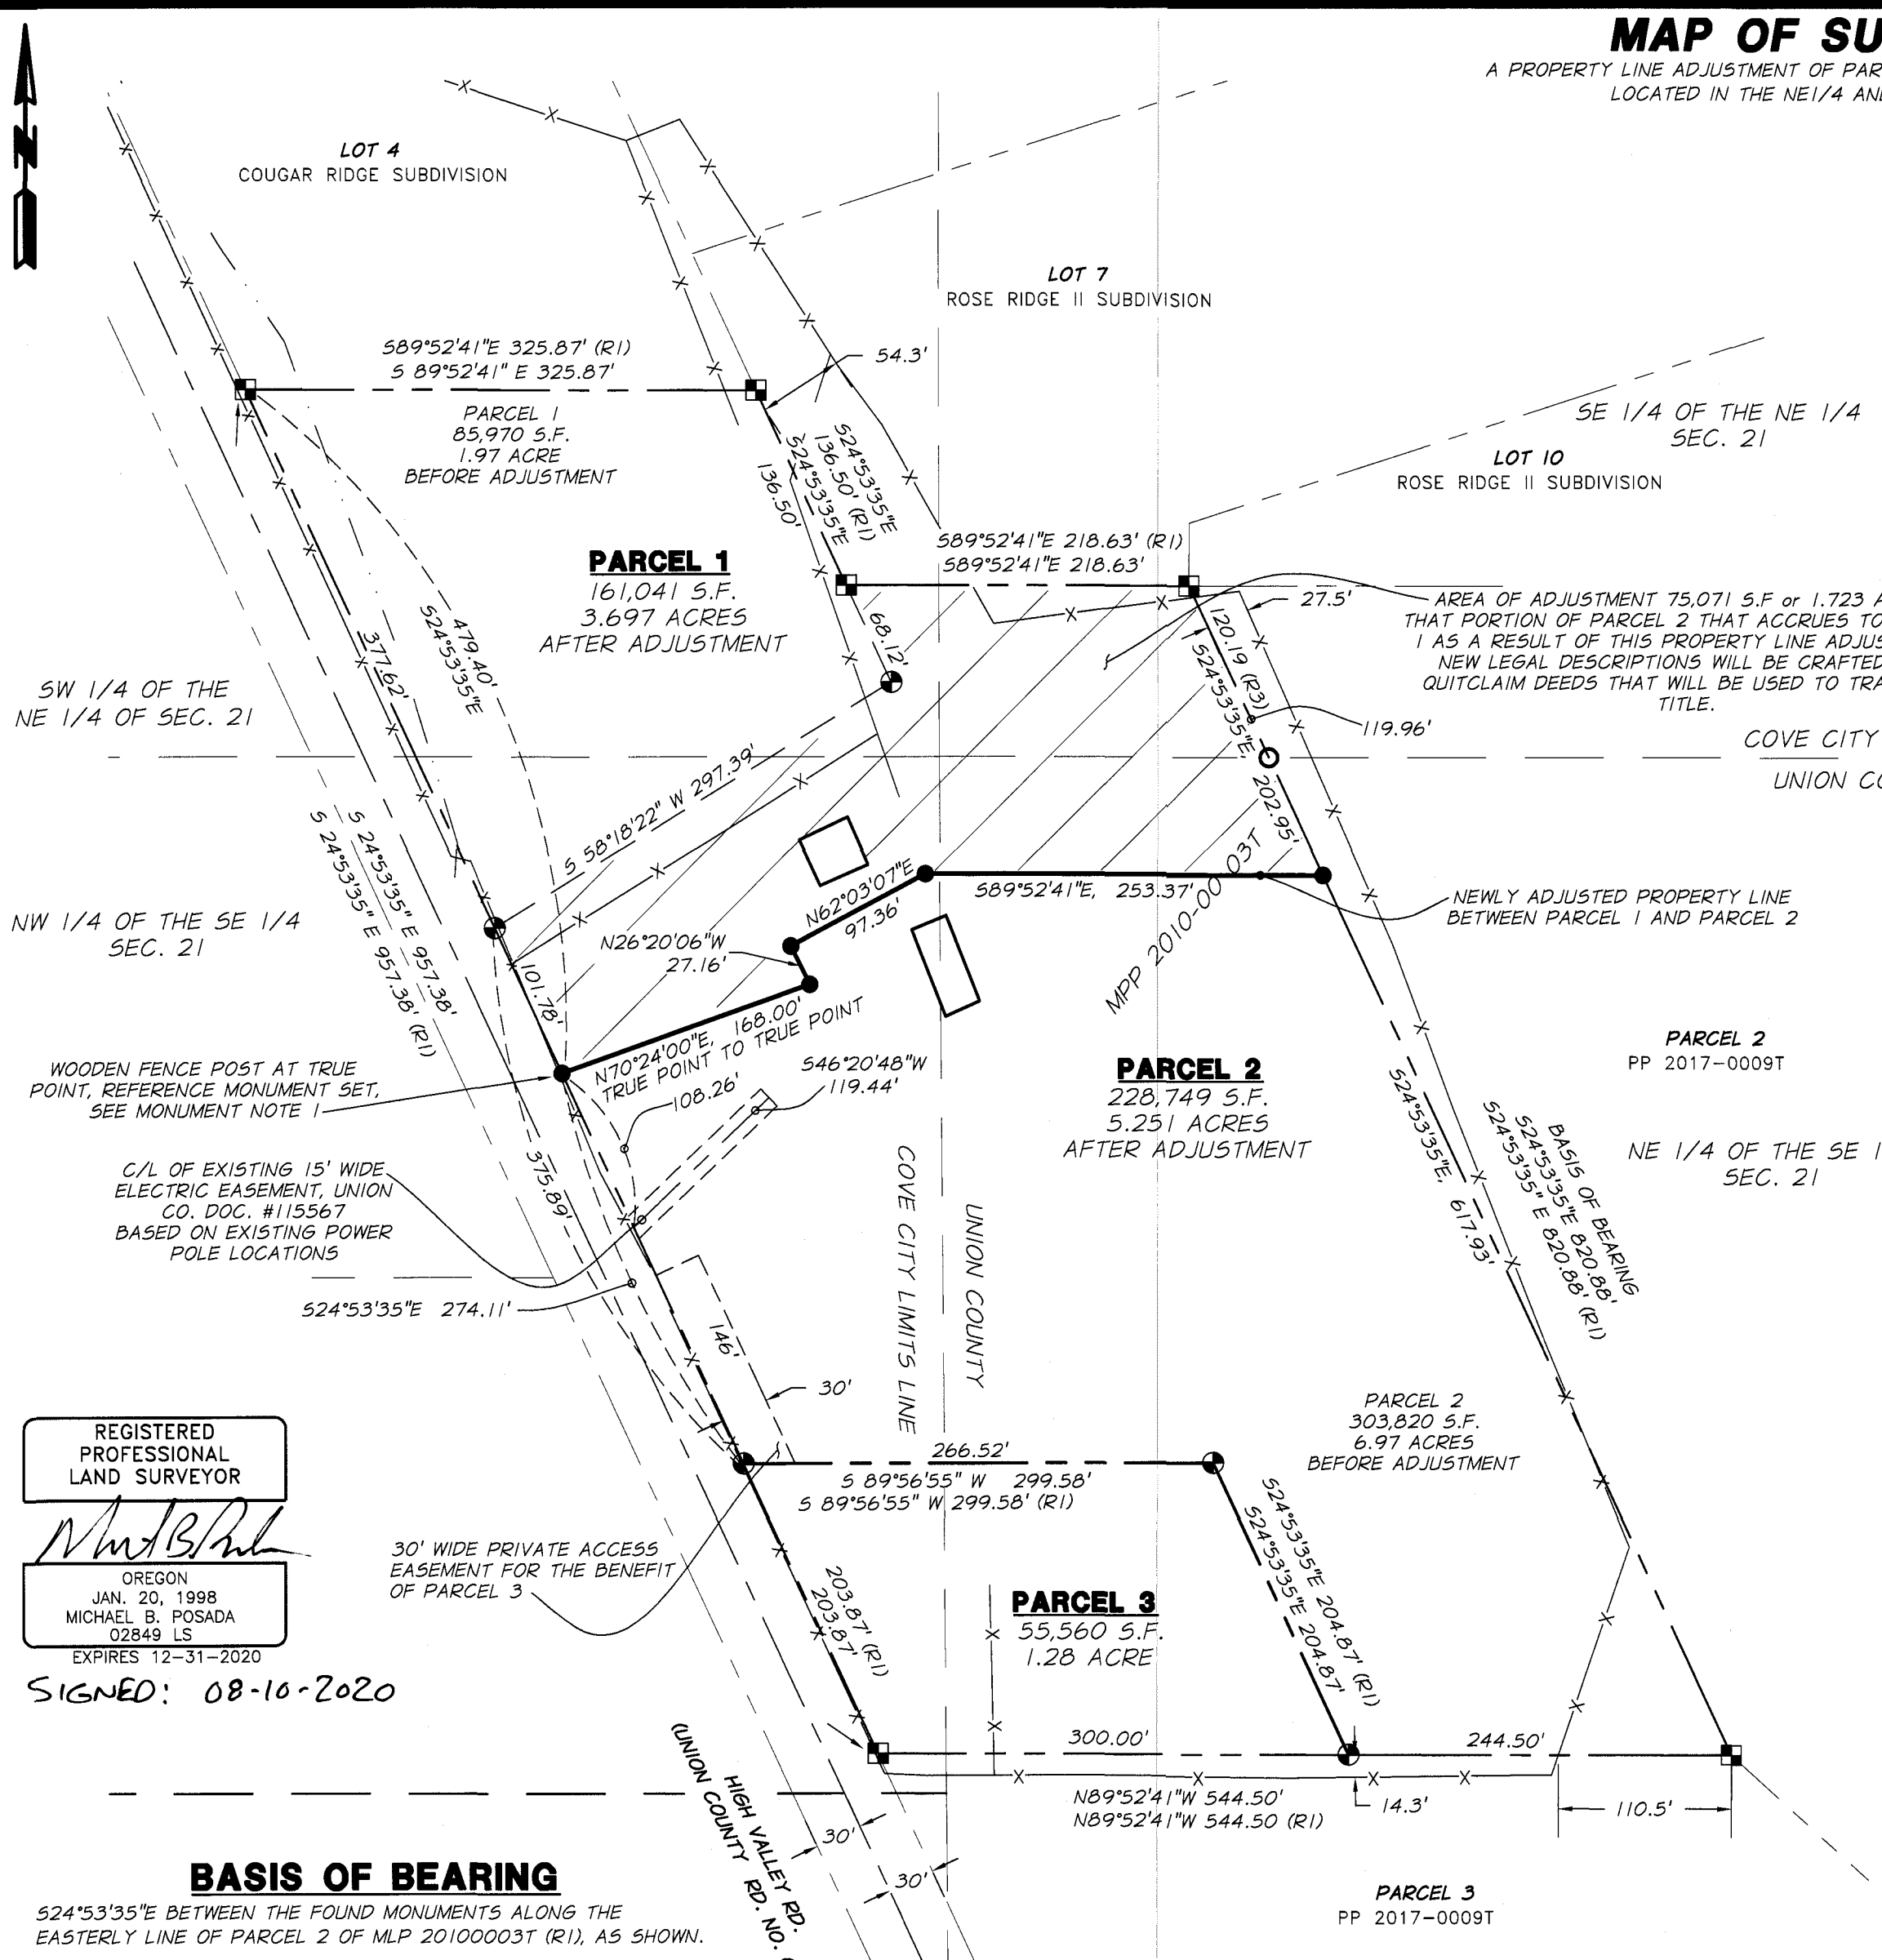 MAP OF SU
A PROPERTY LINE ADJUSTMENT OF PAR
LOCATED IN THE NE1/4 AN
N
LOT 4
COUGAR RIDGE SUBDIVISION
LOT 7
ROSE RIDGE II SUBDIVISION
S89°52'41"E 325.87' (R1)
S 89°52'41" E 325.87'
54.3'
PARCEL 1
85,970 S.F.
1.97 ACRE
BEFORE ADJUSTMENT
S24°53'35"E
136.50' (R1)
S24°53'35"E
136.50'
SE 1/4 OF THE NE 1/4
SEC. 21
LOT 10
ROSE RIDGE II SUBDIVISION
S89°52'41"E 218.63' (R1)
S89°52'41"E 218.63'
PARCEL 1
161,041 S.F.
3.697 ACRES
AFTER ADJUSTMENT
68.12'
27.5'
AREA OF ADJUSTMENT 75,071 S.F or 1.723 A
THAT PORTION OF PARCEL 2 THAT ACCRUES TO
1 AS A RESULT OF THIS PROPERTY LINE ADJUS
NEW LEGAL DESCRIPTIONS WILL BE CRAFTED
QUITCLAIM DEEDS THAT WILL BE USED TO TRA
TITLE.
120.19 (R3)
S24°53'35"E, 202.95'
119.96'
377.62'
479.40'
S24°53'35"E
SW 1/4 OF THE
NE 1/4 OF SEC. 21
COVE CITY
UNION CO
S 58°18'22" W 297.39'
S 24°53'35" E 957.38'
S 24°53'35" E 957.38' (R1)
NW 1/4 OF THE SE 1/4
SEC. 21
N62°03'07"E
97.36'
S89°52'41"E, 253.37'
MPP 2010-00 03T
NEWLY ADJUSTED PROPERTY LINE
BETWEEN PARCEL 1 AND PARCEL 2
N26°20'06"W
27.16'
101.78'
N70°24'00"E, 168.00'
TRUE POINT TO TRUE POINT
WOODEN FENCE POST AT TRUE
POINT, REFERENCE MONUMENT SET,
SEE MONUMENT NOTE 1
108.26'
S46°20'48"W
119.44'
PARCEL 2
228,749 S.F.
5.251 ACRES
AFTER ADJUSTMENT
PARCEL 2
PP 2017-0009T
S24°53'35"E, 617.93'
BASIS OF BEARING
S24°53'35"E 820.88'
S24°53'35" E 820.88' (R1)
NE 1/4 OF THE SE 1
SEC. 21
C/L OF EXISTING 15' WIDE
ELECTRIC EASEMENT, UNION
CO. DOC. #115567
BASED ON EXISTING POWER
POLE LOCATIONS
375.89'
S24°53'35"E 274.11'
COVE CITY LIMITS LINE
UNION COUNTY
146'
30'
PARCEL 2
303,820 S.F.
6.97 ACRES
BEFORE ADJUSTMENT
266.52'
S 89°56'55" W 299.58'
S 89°56'55" W 299.58' (R1)
REGISTERED
PROFESSIONAL
LAND SURVEYOR
OREGON
JAN. 20, 1998
MICHAEL B. POSADA
02849 LS
EXPIRES 12-31-2020
SIGNED: 08-10-2020
30' WIDE PRIVATE ACCESS
EASEMENT FOR THE BENEFIT
OF PARCEL 3
203.87' (R1)
203.87'
PARCEL 3
55,560 S.F.
1.28 ACRE
S24°53'35"E 204.87' (R1)
S24°53'35"E 204.87'
300.00'
244.50'
N89°52'41"W 544.50'
N89°52'41"W 544.50 (R1)
14.3'
110.5'
HIGH VALLEY RD.
(UNION COUNTY RD. NO.
30'
30'
PARCEL 3
PP 2017-0009T
BASIS OF BEARING
S24°53'35"E BETWEEN THE FOUND MONUMENTS ALONG THE
EASTERLY LINE OF PARCEL 2 OF MLP 20100003T (R1), AS SHOWN.